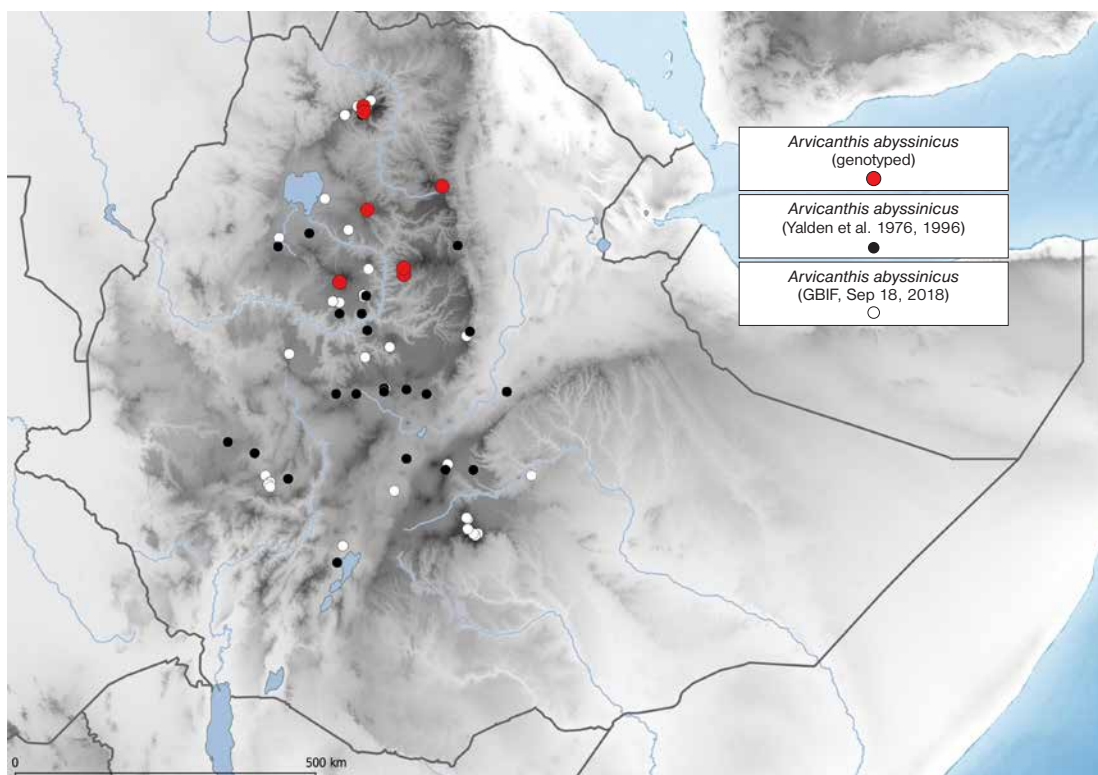 Arvicanthis abyssinicus
(genotyped)
Arvicanthis abyssinicus
(Yalden et al. 1976, 1996)
Arvicanthis abyssinicus
(GBIF, Sep 18, 2018)
0
500 km